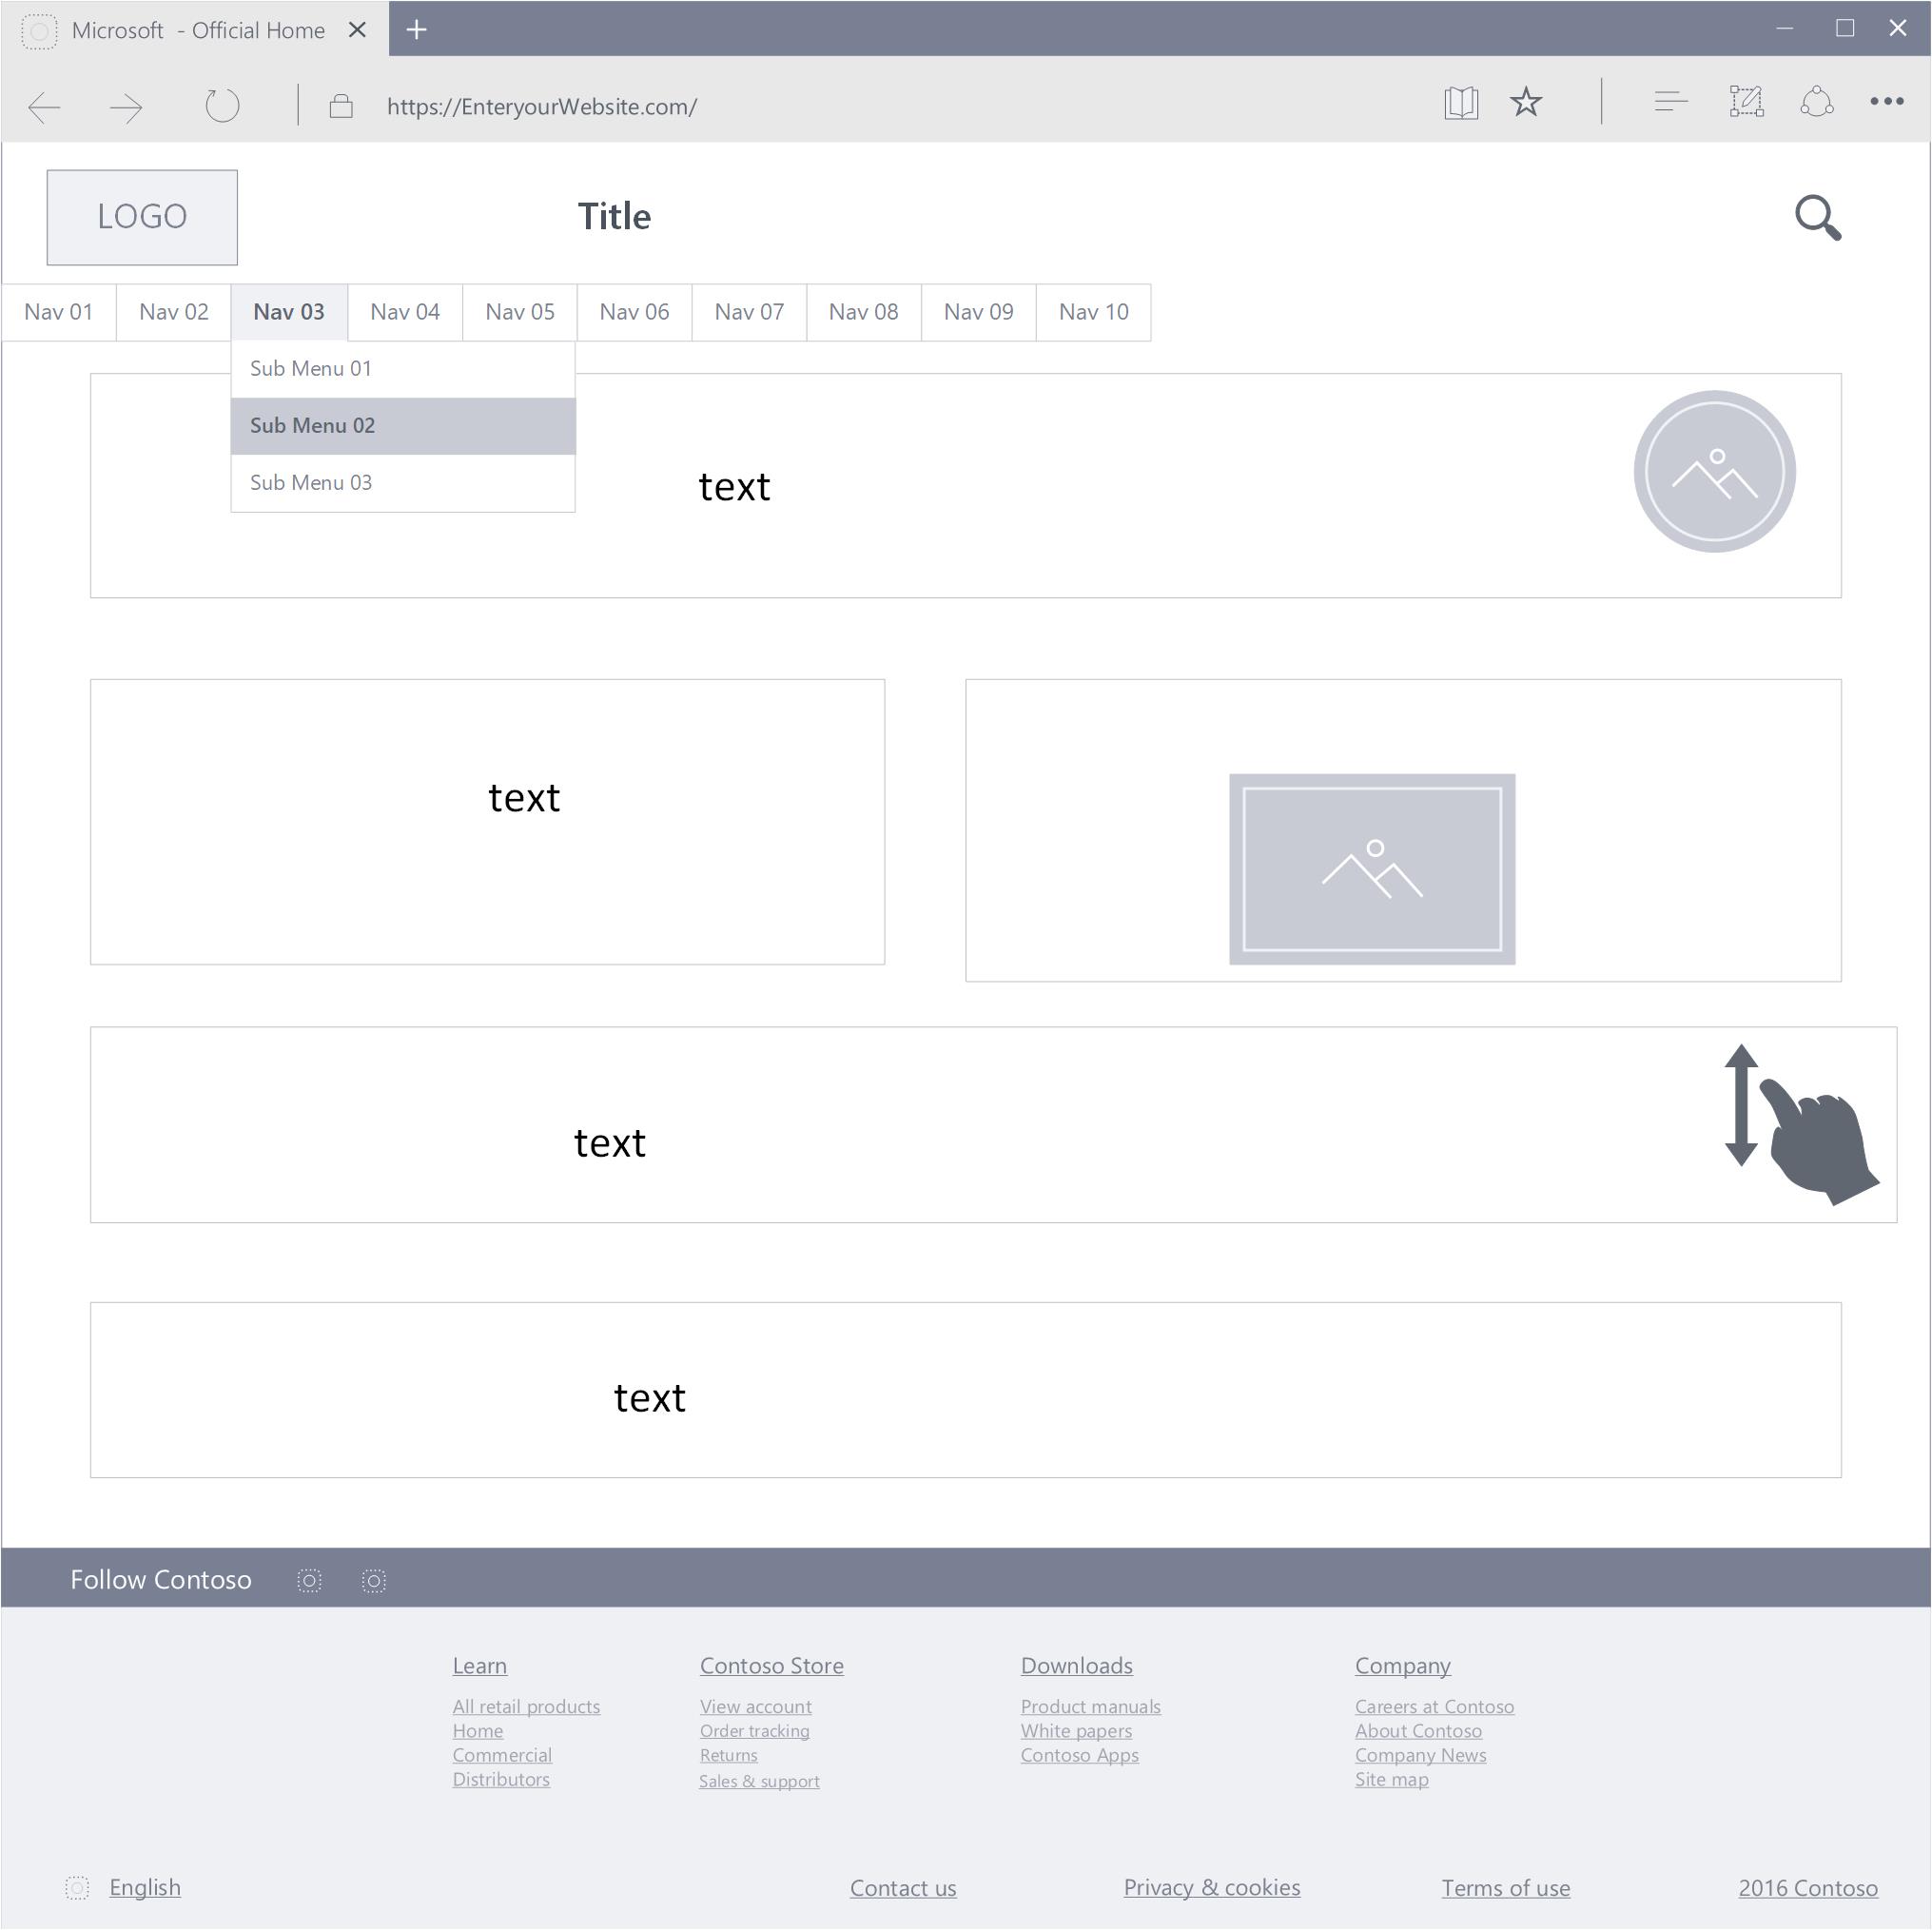 Microsoft - Official Home
https://EnteryourWebsite.com/
LOGO
Title
Nav 01 Nav 02 Nav 03 Nav 04 Nav 05 Nav 06 Nav 07 Nav 08 Nav 09 Nav 10
Sub Menu 01
Sub Menu 02
Sub Menu 03
text
text
text
text
Follow Contoso
Learn
All retail products
Home
Commercial
Distributors
Contoso Store
View account
Order tracking
Returns
Sales & support
Downloads
Product manuals
White papers
Contoso Apps
Company
Careers at Contoso
About Contoso
Company News
Site map
English Contact us Privacy & cookies Terms of use 2016 Contoso